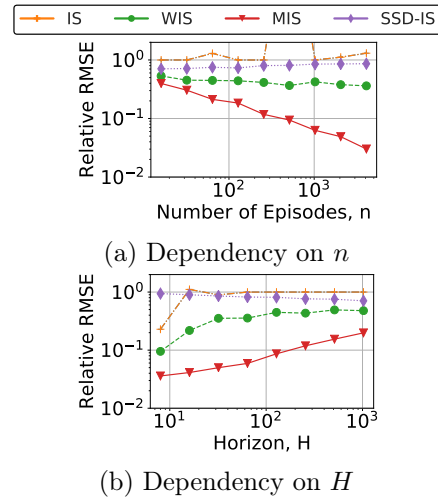 IS WIS MIS SSD-IS
Relative RMSE
10^0
10^{-1}
10^{-2}
10^2 10^3
Number of Episodes, n
(a) Dependency on n
Relative RMSE
10^0
10^{-1}
10^{-2}
10^1 10^2 10^3
Horizon, H
(b) Dependency on H